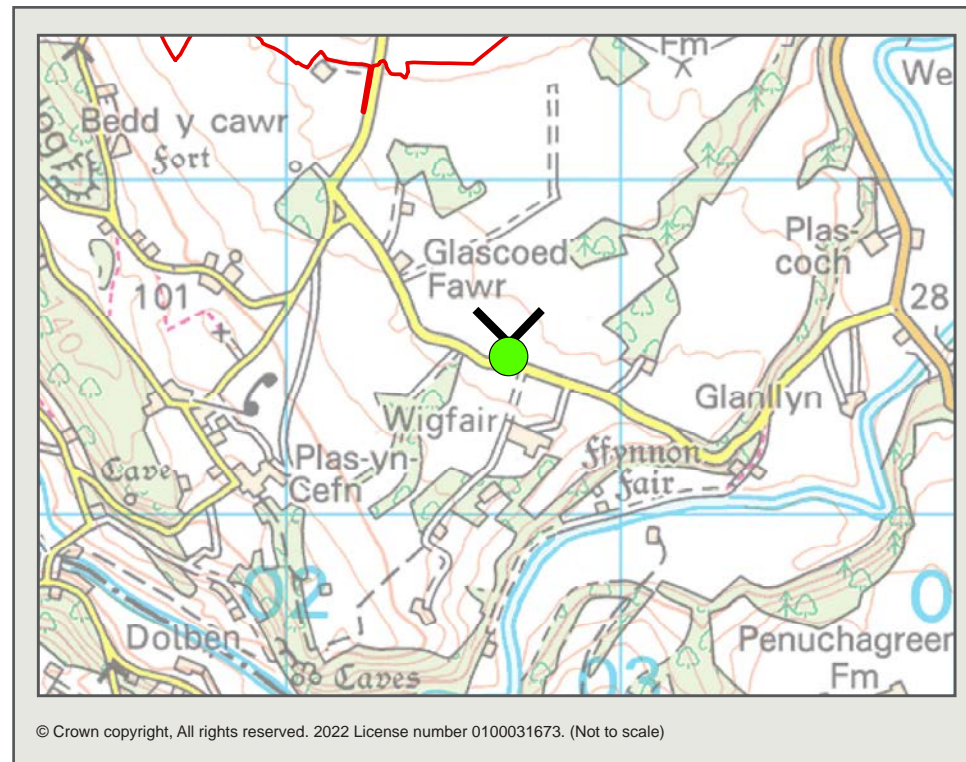 Fm
We
Bedd y cawr
Fort
Plas-
coch
Glascoed
Fawr
101
28
40
Glanllyn
Wigfair
Ffynnon
Fair
Plas-yn-
Cefn
Cave
02
0
Dolben
Penuchagreen
Fm
03
Caves
© Crown copyright, All rights reserved. 2022 License number 0100031673. (Not to scale)